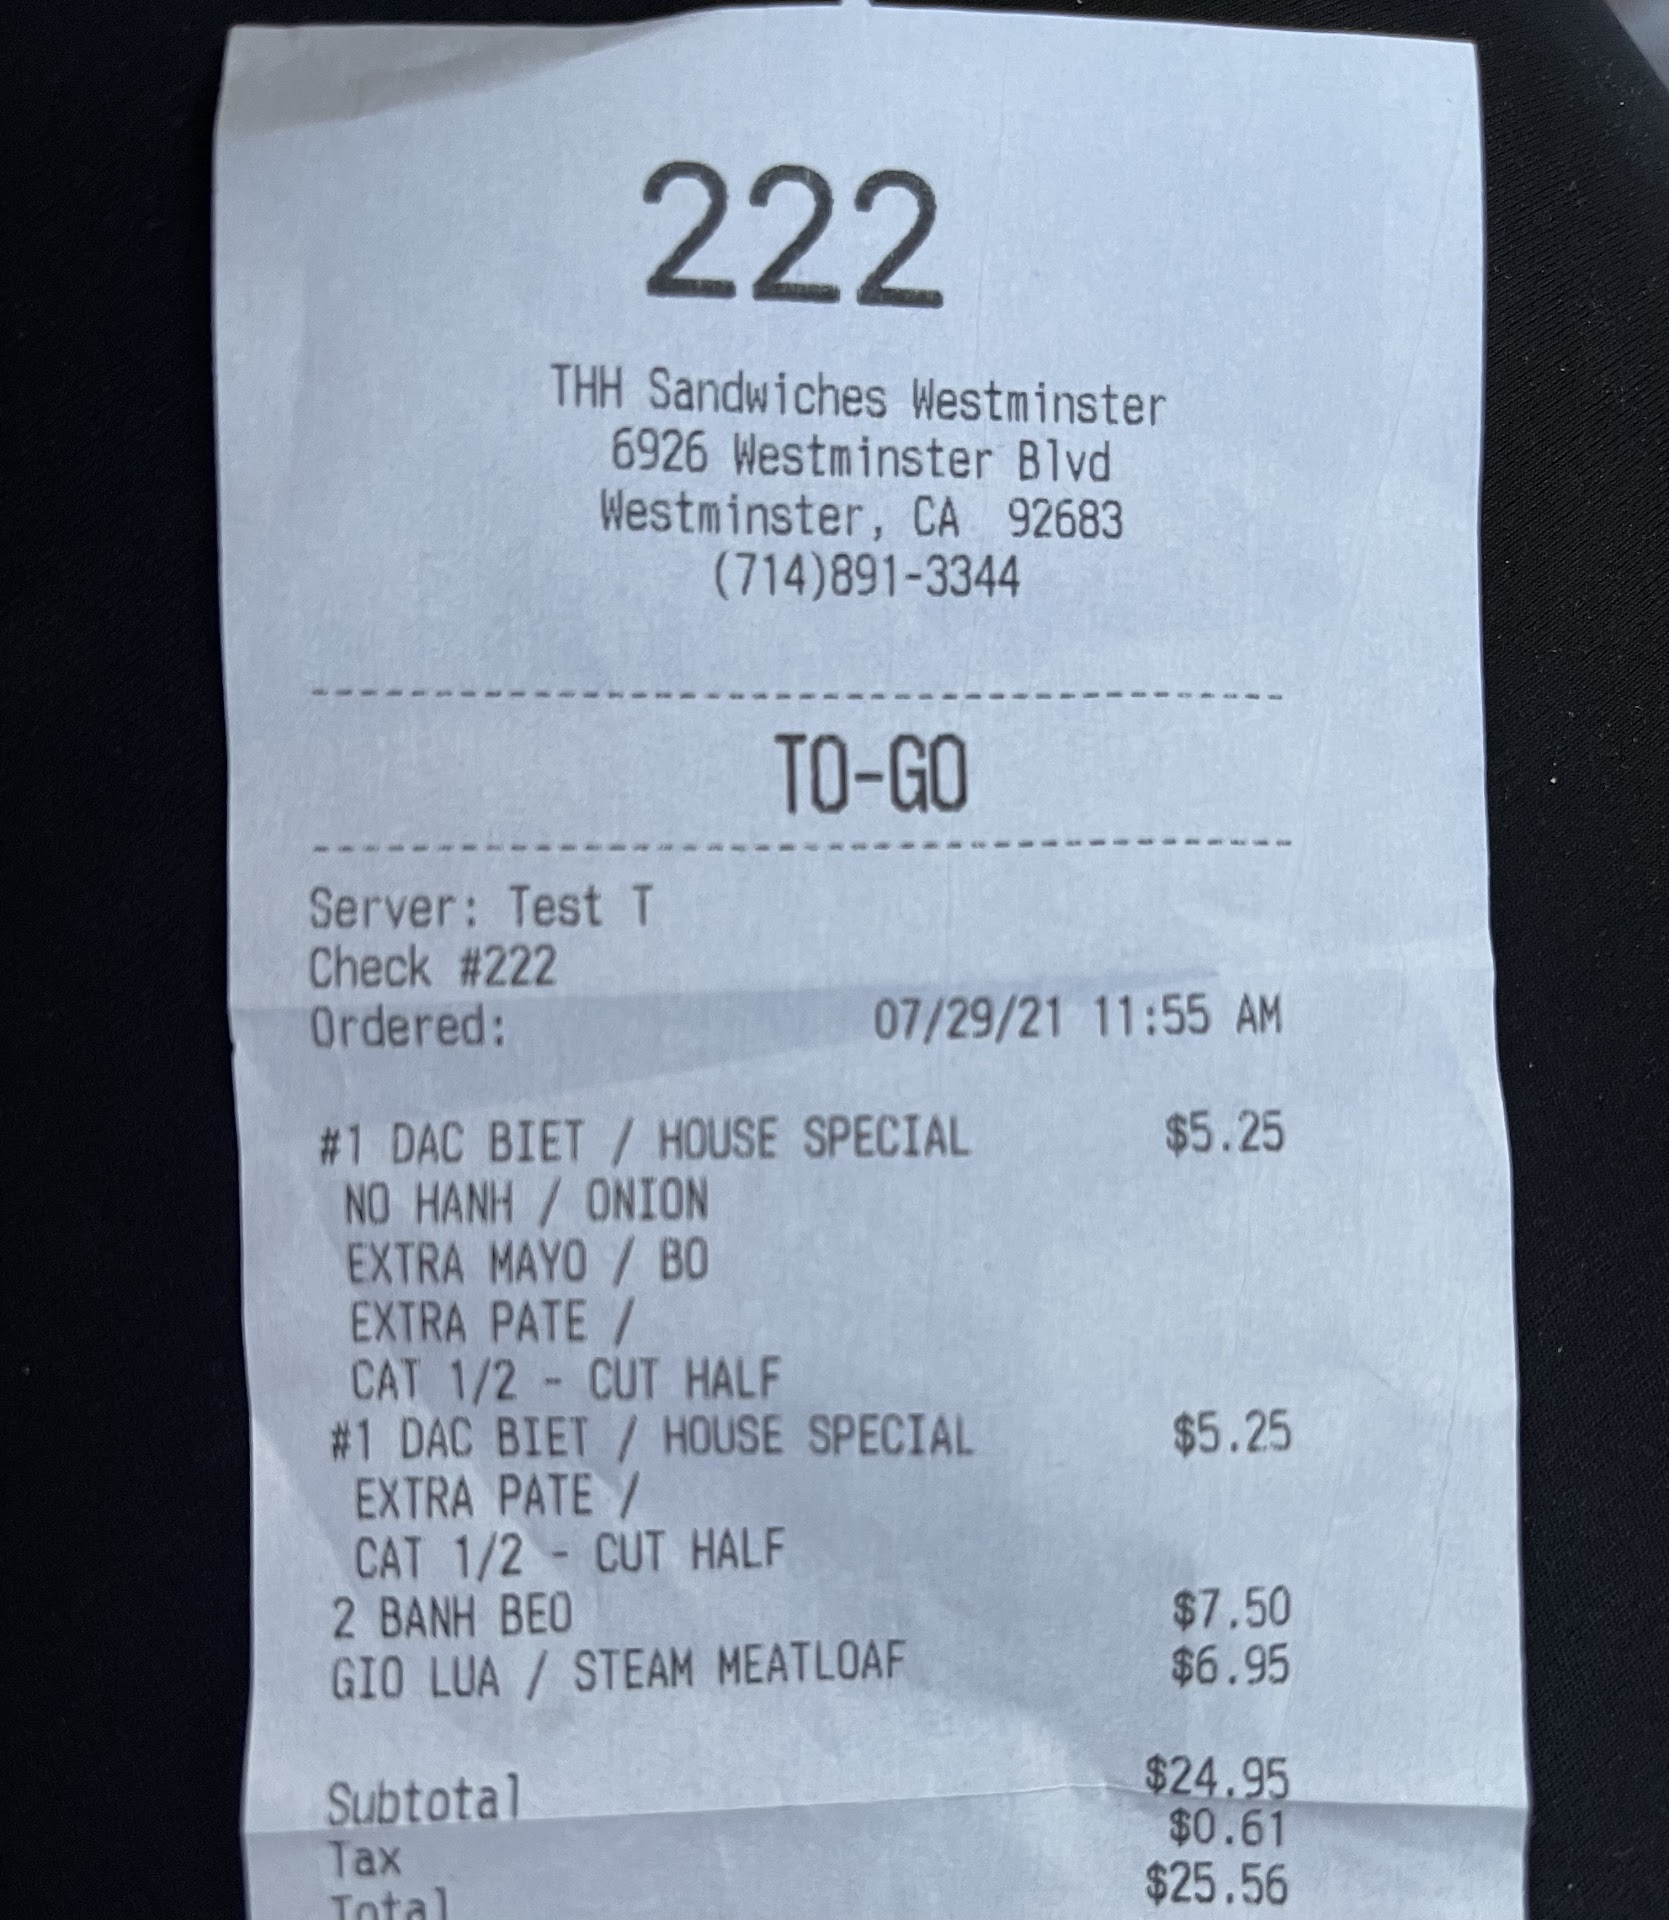 222
THH Sandwiches Westminster
6926 Westminster Blvd
Westminster, CA 92683
(714)891-3344
TO-GO
Server: Test T
Check #222
Ordered: 07/29/21 11:55 AM
#1 DAC BIET / HOUSE SPECIAL $5.25
NO HANH / ONION
EXTRA MAYO / BO
EXTRA PATE /
CAT 1/2 - CUT HALF
#1 DAC BIET / HOUSE SPECIAL $5.25
EXTRA PATE /
CAT 1/2 - CUT HALF
2 BANH BEO $7.50
GIO LUA / STEAM MEATLOAF $6.95
Subtotal $24.95
Tax $0.61
Total $25.56